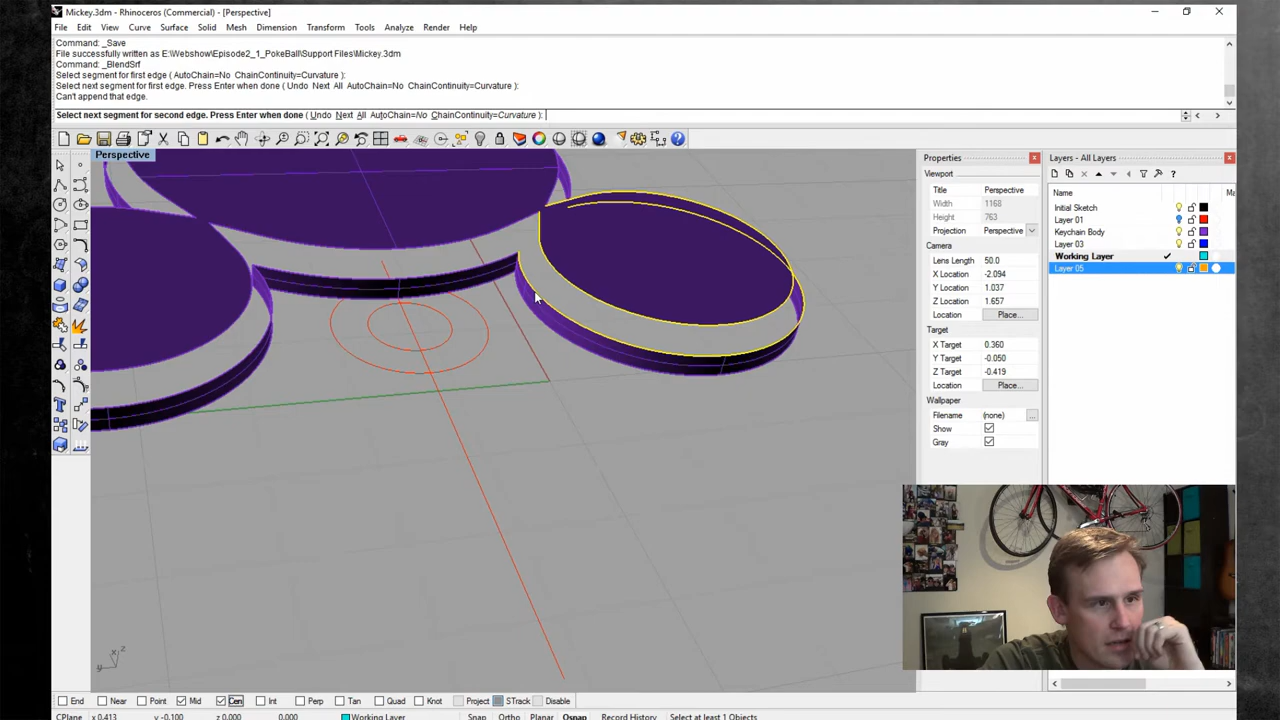 Mickey.3dm - Rhinoceros (Commercial) - [Perspective]
File Edit View Curve Surface Solid Mesh Dimension Transform Tools Analyze Render Help
Command: _Save
File successfully written as E:\Webshow\Episode2_1_PokeBall\Support Files\Mickey.3dm
Command: _BlendSrf
Select segment for first edge ( AutoChain=No ChainContinuity=Curvature ):
Select next segment for first edge. Press Enter when done ( Undo Next All AutoChain=No ChainContinuity=Curvature ):
Can't append that edge.
Select next segment for second edge. Press Enter when done ( Undo Next All AutoChain=No ChainContinuity=Curvature ):
Perspective
Properties
Viewport
Title Perspective
Width 1168
Height 763
Projection Perspective
Camera
Lens Length 50.0
X Location -2.094
Y Location 1.037
Z Location 1.657
Location Place...
Target
X Target 0.360
Y Target -0.050
Z Target -0.419
Location Place...
Wallpaper
Filename (none) ...
Show
Gray
Layers - All Layers
Name
Initial Sketch
Layer 01
Keychain Body
Layer 03
Working Layer
Layer 05
x y z
End Near Point Mid Cen Int Perp Tan Quad Knot Project STrack Disable
CPlane x 0.413 y -0.100 z 0.000 0.000 Working Layer Snap Ortho Planar Osnap Record History Select at least 1 Objects